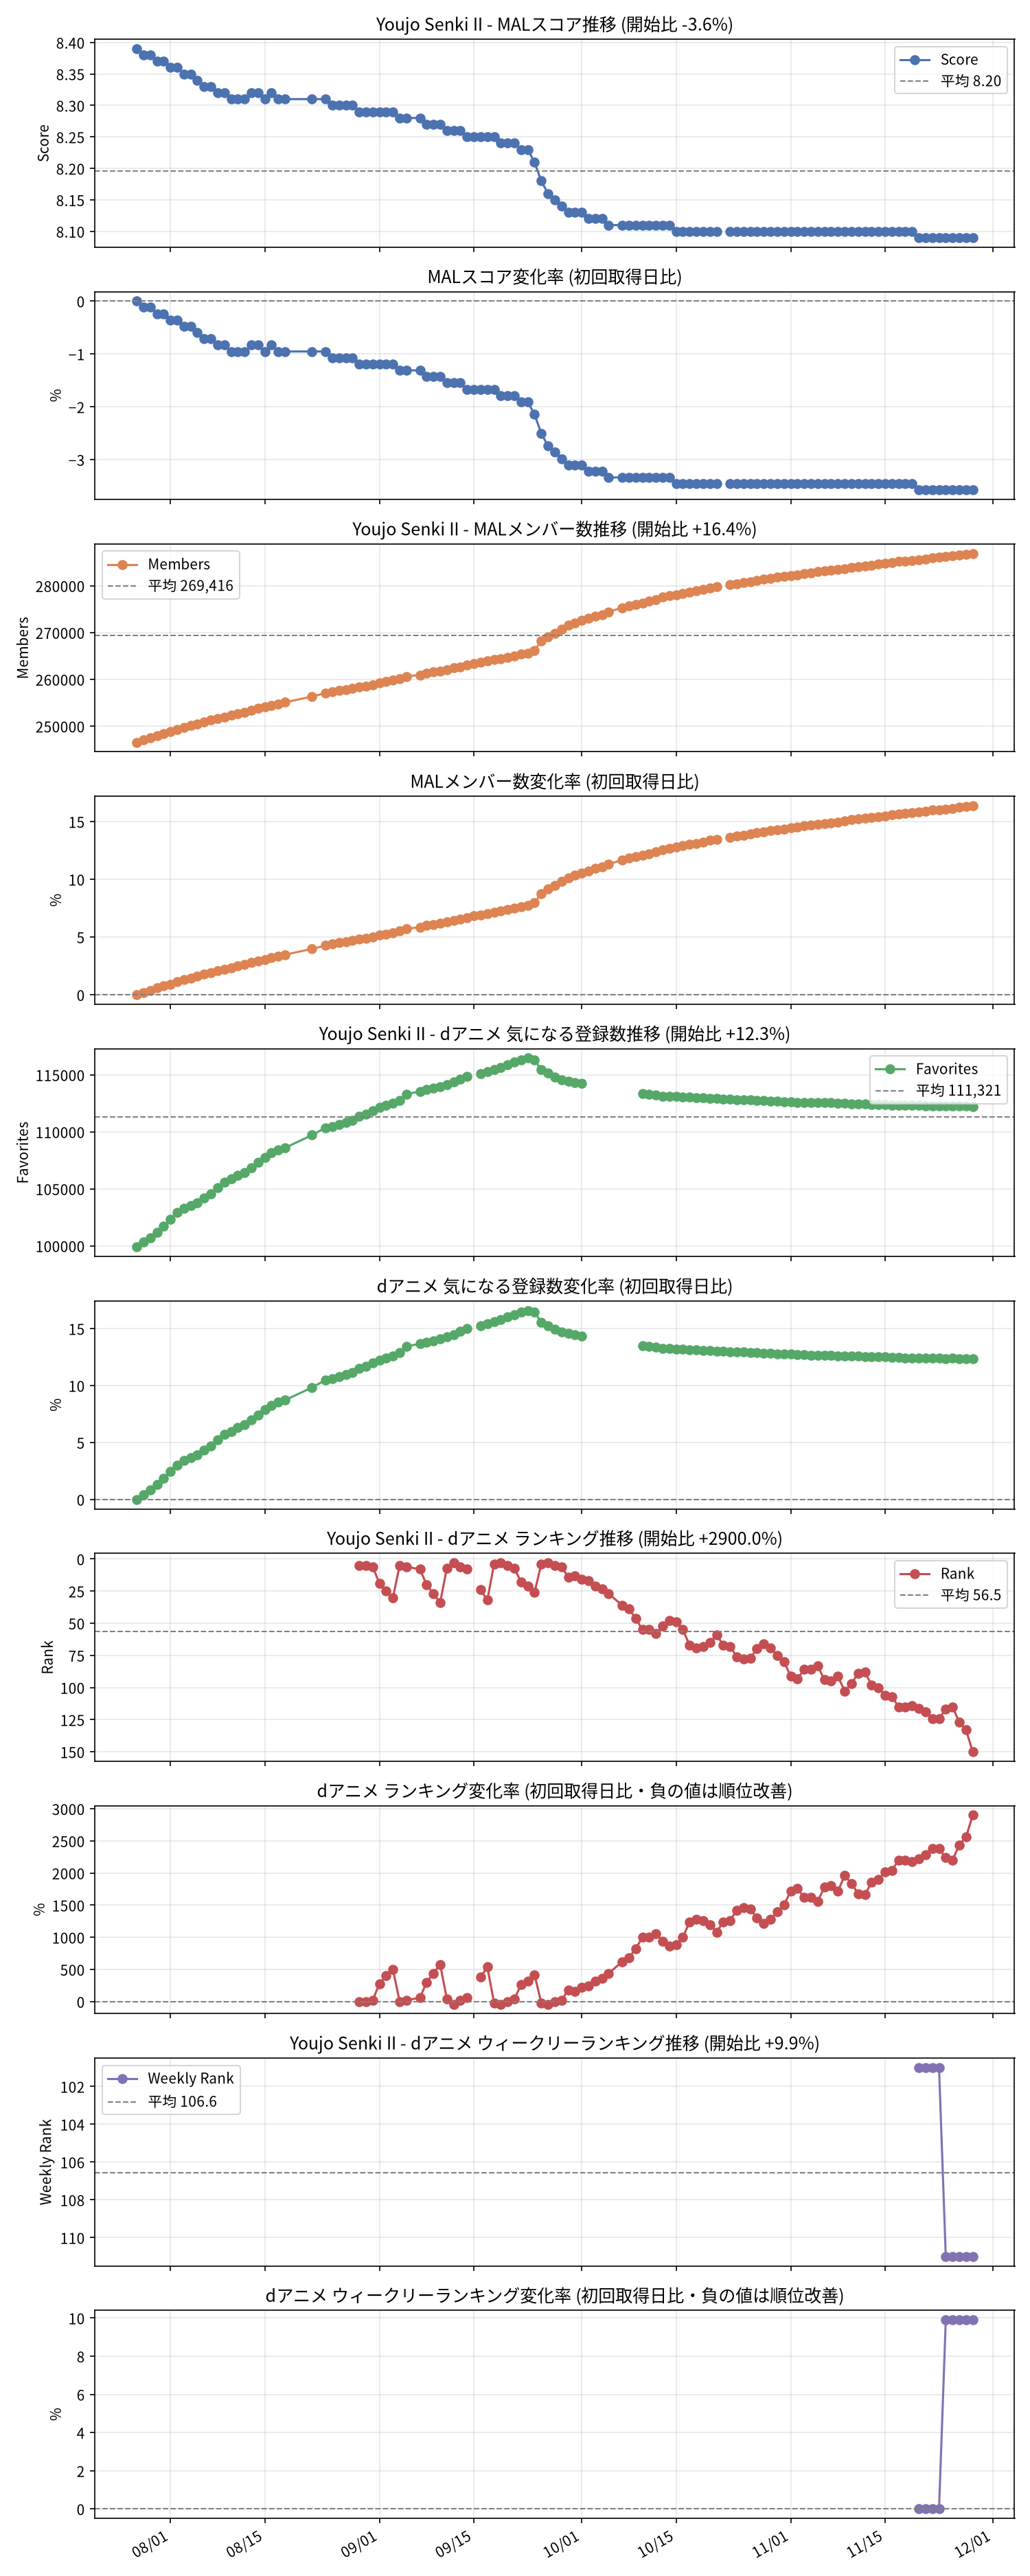 Youjo Senki II - MALスコア推移 (開始比 -3.6%)
8.40
8.35
8.30
8.25
8.20
8.15
8.10
Score
Score
平均 8.20
MALスコア変化率 (初回取得日比)
0
−1
−2
−3
%
Youjo Senki II - MALメンバー数推移 (開始比 +16.4%)
280000
270000
260000
250000
Members
Members
平均 269,416
MALメンバー数変化率 (初回取得日比)
15
10
5
0
%
Youjo Senki II - dアニメ 気になる登録数推移 (開始比 +12.3%)
115000
110000
105000
100000
Favorites
Favorites
平均 111,321
dアニメ 気になる登録数変化率 (初回取得日比)
15
10
5
0
%
Youjo Senki II - dアニメ ランキング推移 (開始比 +2900.0%)
0
25
50
75
100
125
150
Rank
Rank
平均 56.5
dアニメ ランキング変化率 (初回取得日比・負の値は順位改善)
3000
2500
2000
1500
1000
500
0
%
Youjo Senki II - dアニメ ウィークリーランキング推移 (開始比 +9.9%)
102
104
106
108
110
Weekly Rank
Weekly Rank
平均 106.6
dアニメ ウィークリーランキング変化率 (初回取得日比・負の値は順位改善)
10
8
6
4
2
0
%
08/01
08/15
09/01
09/15
10/01
10/15
11/01
11/15
12/01